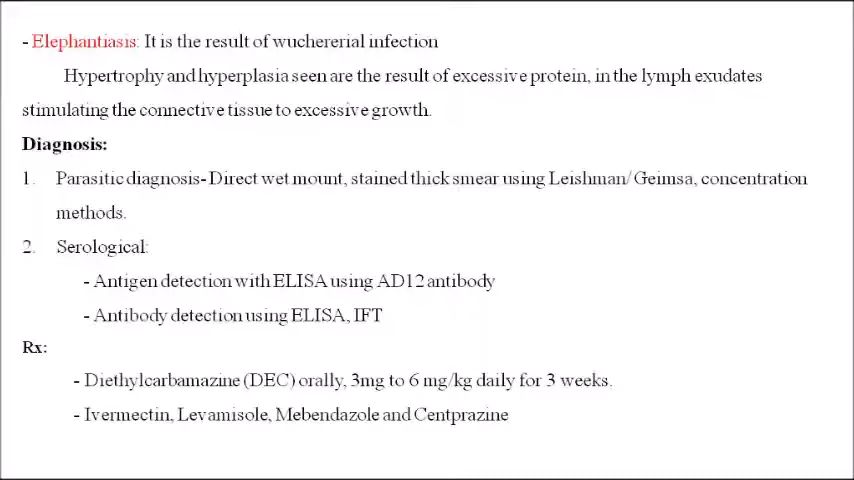 - Elephantiasis: It is the result of wuchererial infection
Hypertrophy and hyperplasia seen are the result of excessive protein, in the lymph exudates
stimulating the connective tissue to excessive growth.
Diagnosis:
1. Parasitic diagnosis- Direct wet mount, stained thick smear using Leishman/ Geimsa, concentration
methods.
2. Serological:
- Antigen detection with ELISA using AD12 antibody
- Antibody detection using ELISA, IFT
Rx:
- Diethylcarbamazine (DEC) orally, 3mg to 6 mg/kg daily for 3 weeks.
- Ivermectin, Levamisole, Mebendazole and Centprazine